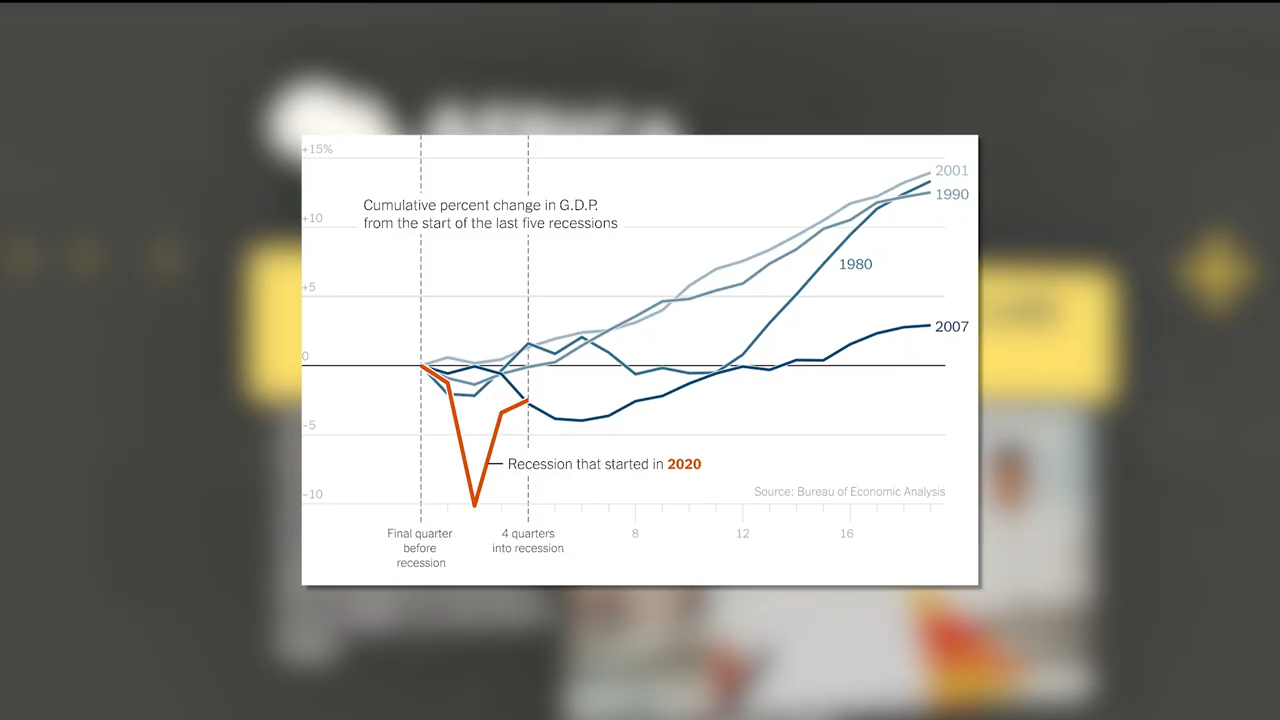 +15%
2001
1990
Cumulative percent change in G.D.P.
from the start of the last five recessions
+10
1980
+5
2007
0
−5
Recession that started in 2020
−10
Source: Bureau of Economic Analysis
Final quarter
before
recession
4 quarters
into recession
8
12
16